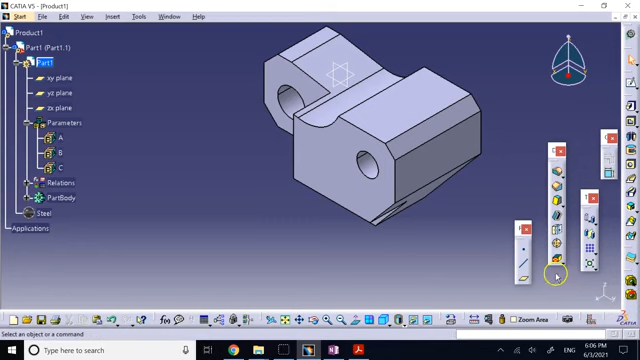 CATIA V5 - [Product1]
Start File Edit View Insert Tools Window Help
Product1
Part1 (Part1.1)
Part1
xy plane
yz plane
zx plane
Parameters
A
B
C
Relations
PartBody
Steel
Applications
Zoom Area
Select an object or a command
Type here to search
6:06 PM
6/3/2021